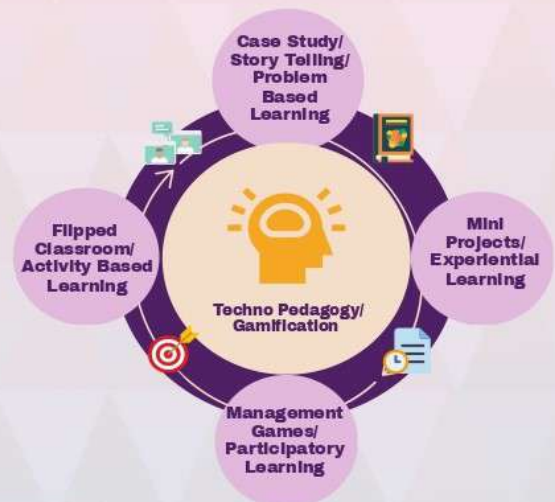 Case Study/
Story Telling/
Problem
Based
Learning
Flipped
Classroom/
Activity Based
Learning
Mini
Projects/
Experiential
Learning
Techno Pedagogy/
Gamification
Management
Games/
Participatory
Learning